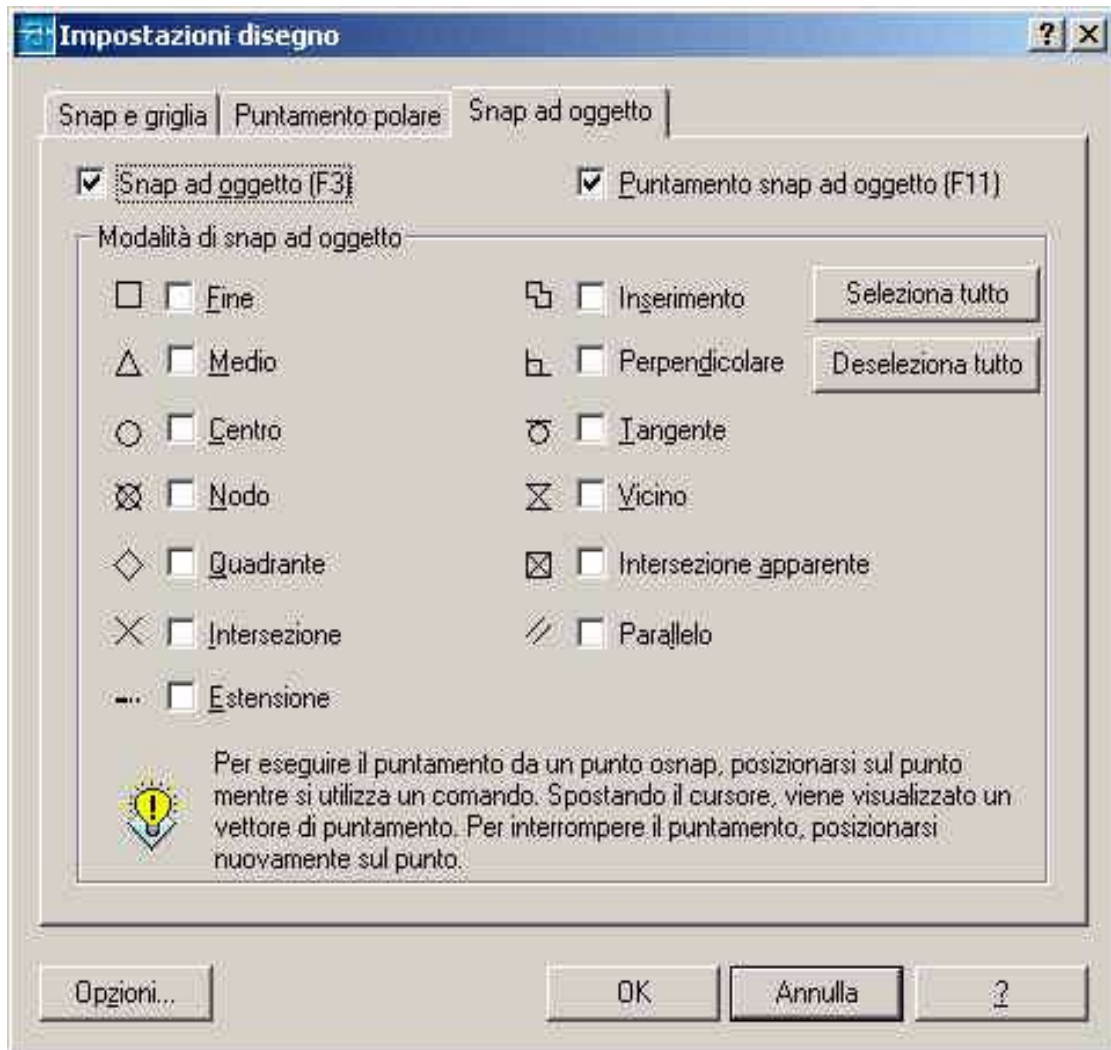 Impostazioni disegno
Snap e griglia
Puntamento polare
Snap ad oggetto
Snap ad oggetto (F3)
Puntamento snap ad oggetto (F11)
Modalità di snap ad oggetto
Fine
Inserimento
Seleziona tutto
Medio
Perpendicolare
Deseleziona tutto
Centro
Tangente
Nodo
Vicino
Quadrante
Intersezione apparente
Intersezione
Parallelo
Estensione
Per eseguire il puntamento da un punto osnap, posizionarsi sul punto
mentre si utilizza un comando. Spostando il cursore, viene visualizzato un
vettore di puntamento. Per interrompere il puntamento, posizionarsi
nuovamente sul punto.
Opzioni...
OK
Annulla
?